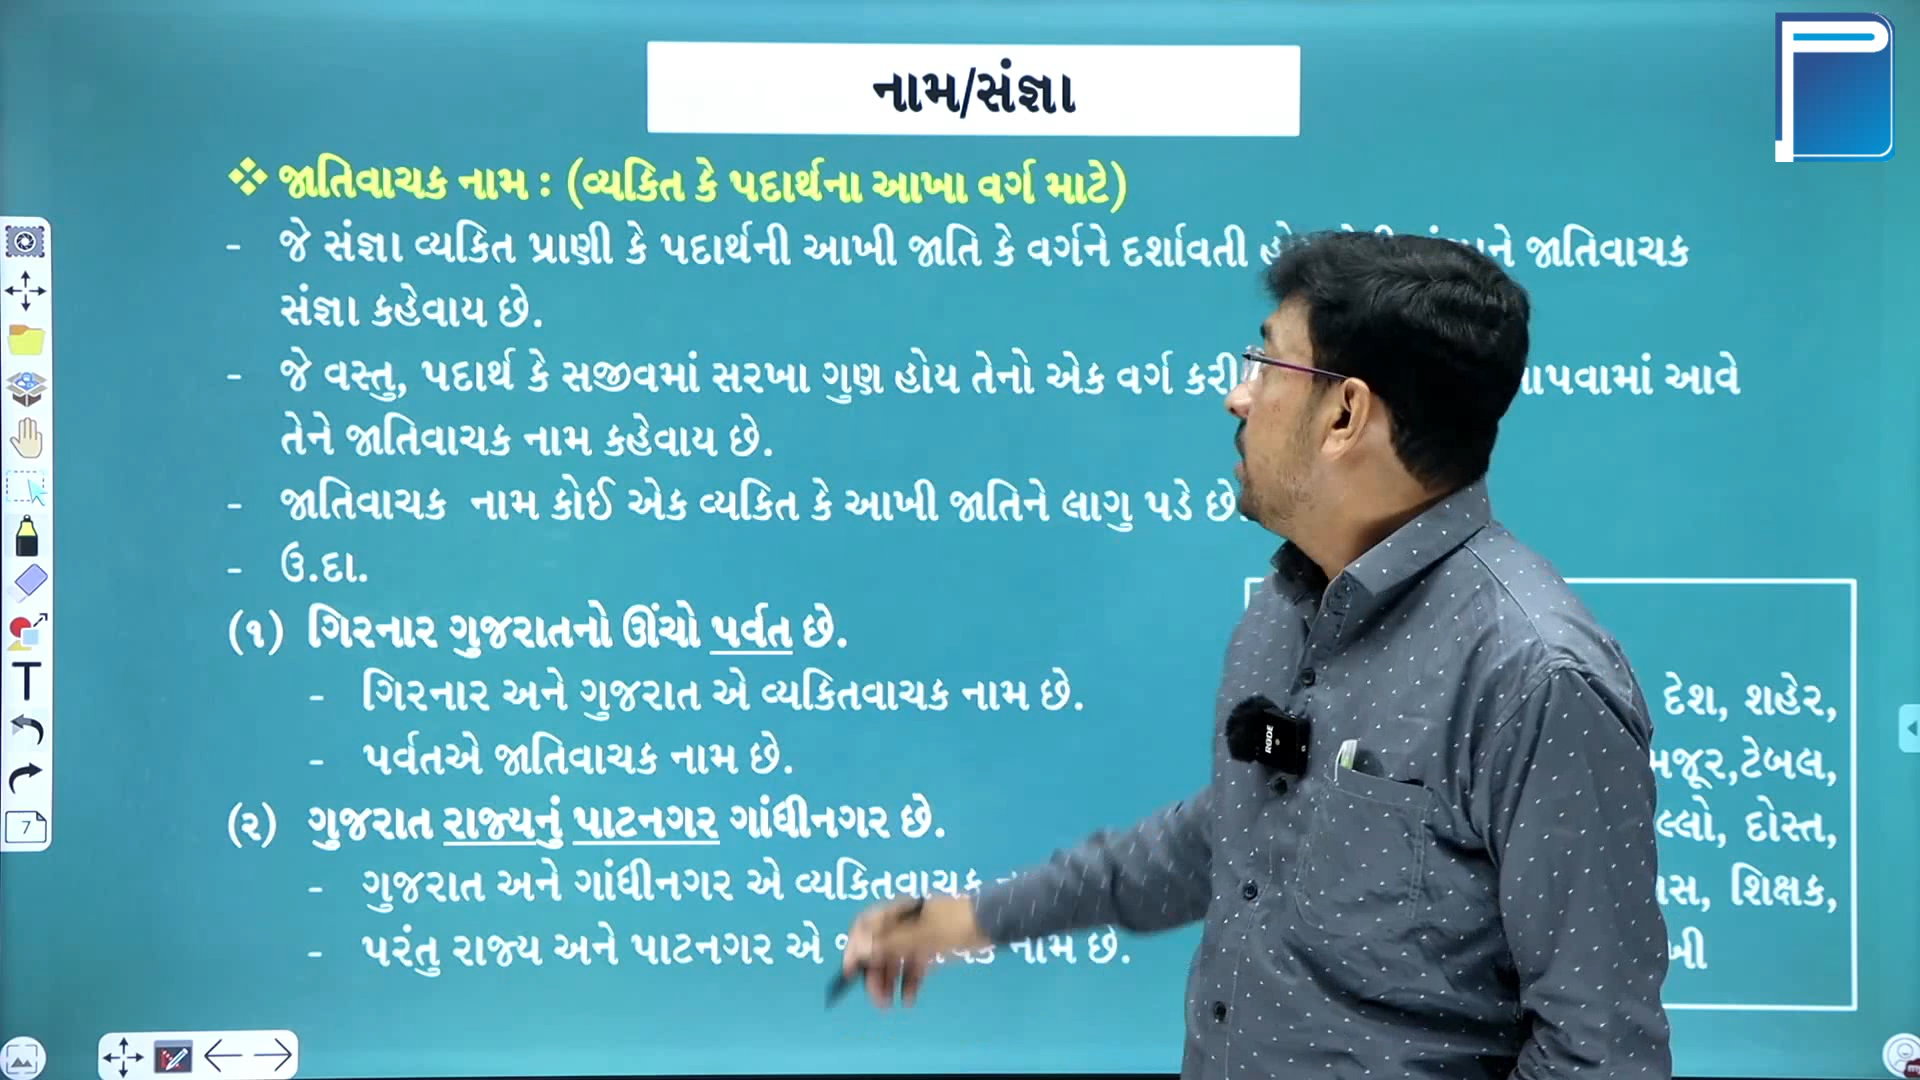 નામ/સંજ્ઞા
❖ જાતિવાચક નામ : (વ્યકિત કે પદાર્થના આખા વર્ગ માટે)
- જે સંજ્ઞા વ્યકિત પ્રાણી કે પદાર્થની આખી જાતિ કે વર્ગને દર્શાવતી જાતિવાચક
સંજ્ઞા કહેવાય છે.
- જે વસ્તુ, પદાર્થ કે સજીવમાં સરખા ગુણ હોય તેનો એક વર્ગ કરી આવે
તેને જાતિવાચક નામ કહેવાય છે.
- જાતિવાચક નામ કોઈ એક વ્યકિત કે આખી જાતિને લાગુ પડે છે.
- ઉ.દા.
(૧) ગિરનાર ગુજરાતનો ઊંચો પર્વત છે.
- ગિરનાર અને ગુજરાત એ વ્યકિતવાચક નામ છે.
- પર્વતએ જાતિવાચક નામ છે.
(૨) ગુજરાત રાજ્યનું પાટનગર ગાંધીનગર છે.
- ગુજરાત અને ગાંધીનગર એ વ્યકિતવાચક
- પરંતુ રાજ્ય અને પાટનગર એ નામ છે.
દેશ, શહેર,
મજૂર,ટેબલ,
દોસ્ત,
શિક્ષક,
7
RODE